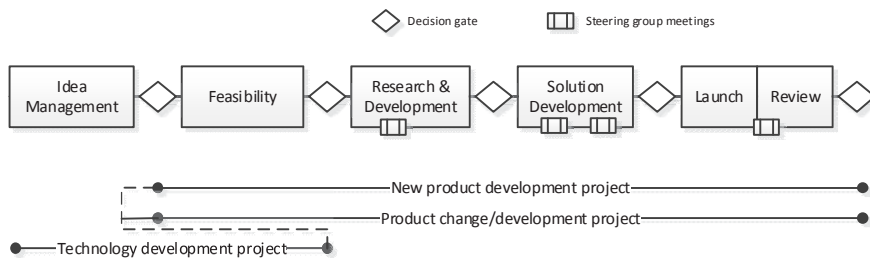 Decision gate
Steering group meetings
Idea
Management
Feasibility
Research &
Development
Solution
Development
Launch
Review
New product development project
Product change/development project
Technology development project